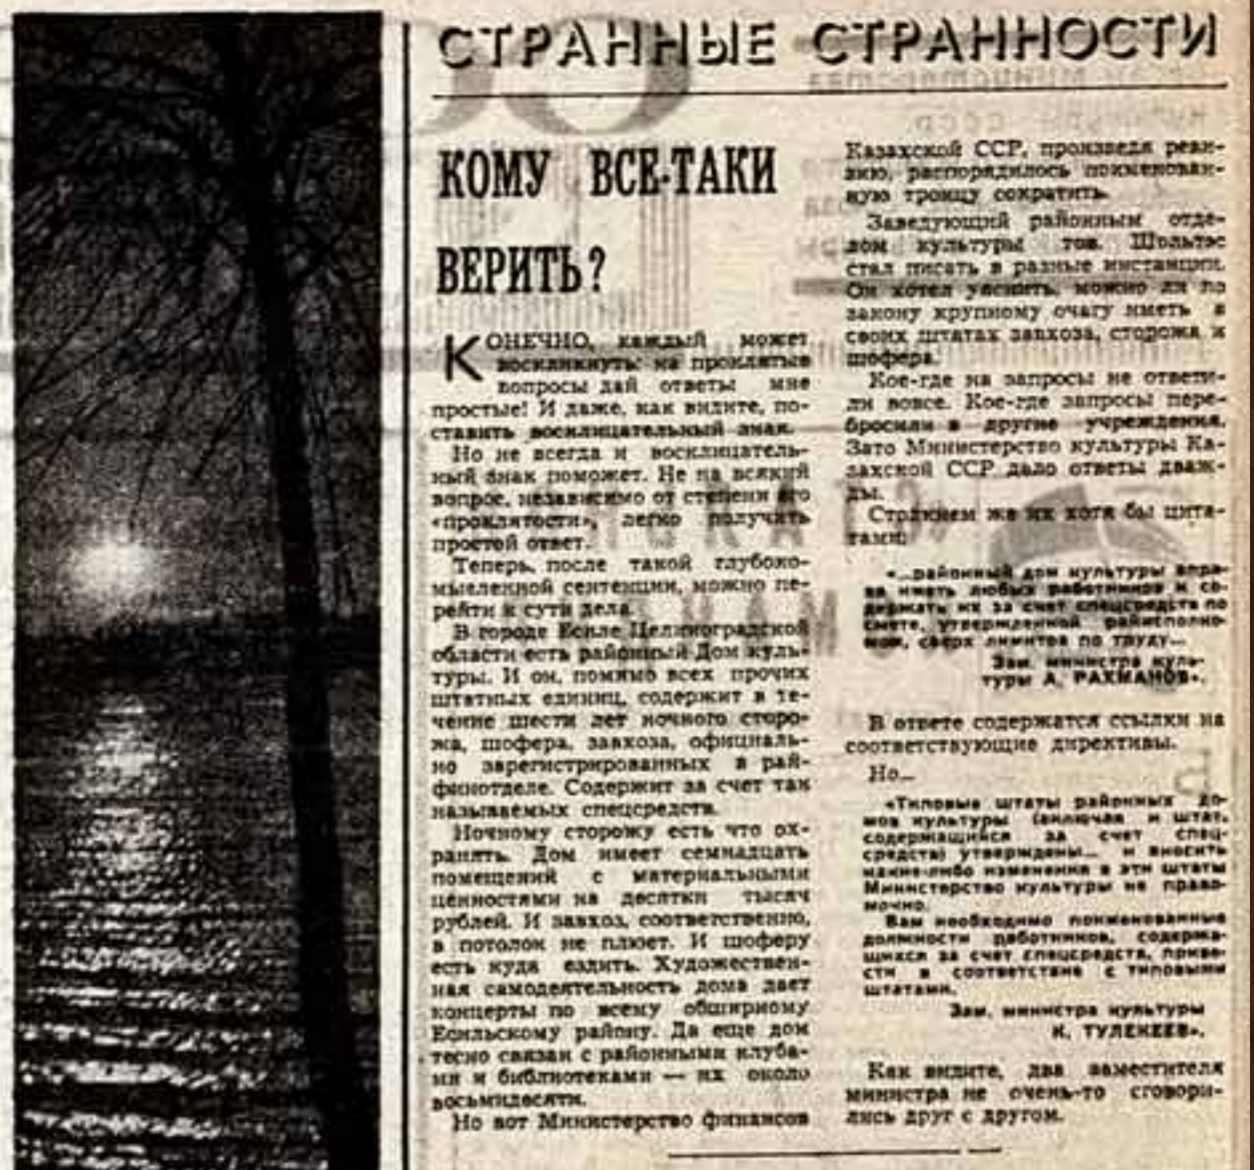 СТРАННЫЕ СТРАННОСТИ
КОМУ ВСЕ-ТАКИ
ВЕРИТЬ?
КОНЕЧНО, каждый может
воскликнуть: на проклятые
вопросы дай ответы мне
простые! И даже, как видите, по-
ставить восклицательный знак.
Но не всегда и восклицатель-
ный знак поможет. Не на всякий
вопрос, независимо от степени его
«проклятости», легко получить
простой ответ.
Теперь, после такой глубоко-
мысленной сентенции, можно пе-
рейти к сути дела.
В городе Есиле Целиноградской
области есть районный Дом куль-
туры. И он, помимо всех прочих
штатных единиц, содержит в те-
чение шести лет ночного сторо-
жа, шофера, завхоза, официаль-
но зарегистрированных в рай-
финотделе. Содержит за счет так
называемых спецсредств.
Ночному сторожу есть что ох-
ранять. Дом имеет семнадцать
помещений с материальными
ценностями на десятки тысяч
рублей. И завхоз, соответственно,
в потолок не плюет. И шоферу
есть куда ездить. Художествен-
ная самодеятельность дома дает
концерты по всему обширному
Есильскому району. Да еще дом
тесно связан с районными клуба-
ми и библиотеками — их около
восьмидесяти.
Но вот Министерство финансов
Казахской ССР, произведя реви-
зию, распорядилось поименован-
ную троицу сократить.
Заведующий районным отде-
лом культуры тов. Шольтэс
стал писать в разные инстанции.
Он хотел уяснить, можно ли по
закону крупному очагу иметь в
своих штатах завхоза, сторожа и
шофера.
Кое-где на запросы не ответи-
ли вовсе. Кое-где запросы пере-
бросили в другие учреждения.
Зато Министерство культуры Ка-
захской ССР дало ответы дваж-
ды.
Столкнем же их хотя бы цита-
тами:
«...районный дом культуры впра-
ве иметь любых работников и со-
держать их за счет спецсредств по
смете, утвержденной райисполко-
мом, сверх лимитов по труду...
Зам. министра куль-
туры А. РАХМАНОВ».
В ответе содержатся ссылки на
соответствующие директивы.
Но...
«Типовые штаты районных до-
мов культуры (включая и штат,
содержащийся за счет спец-
средств) утверждены... и вносить
какие-либо изменения в эти штаты
Министерство культуры не право-
мочно.
Вам необходимо поименованные
должности работников, содержа-
щихся за счет спецсредств, приве-
сти в соответствие с типовыми
штатами.
Зам. министра культуры
К. ТУЛЕКЕЕВ».
Как видите, два заместителя
министра не очень-то сговори-
лись друг с другом.